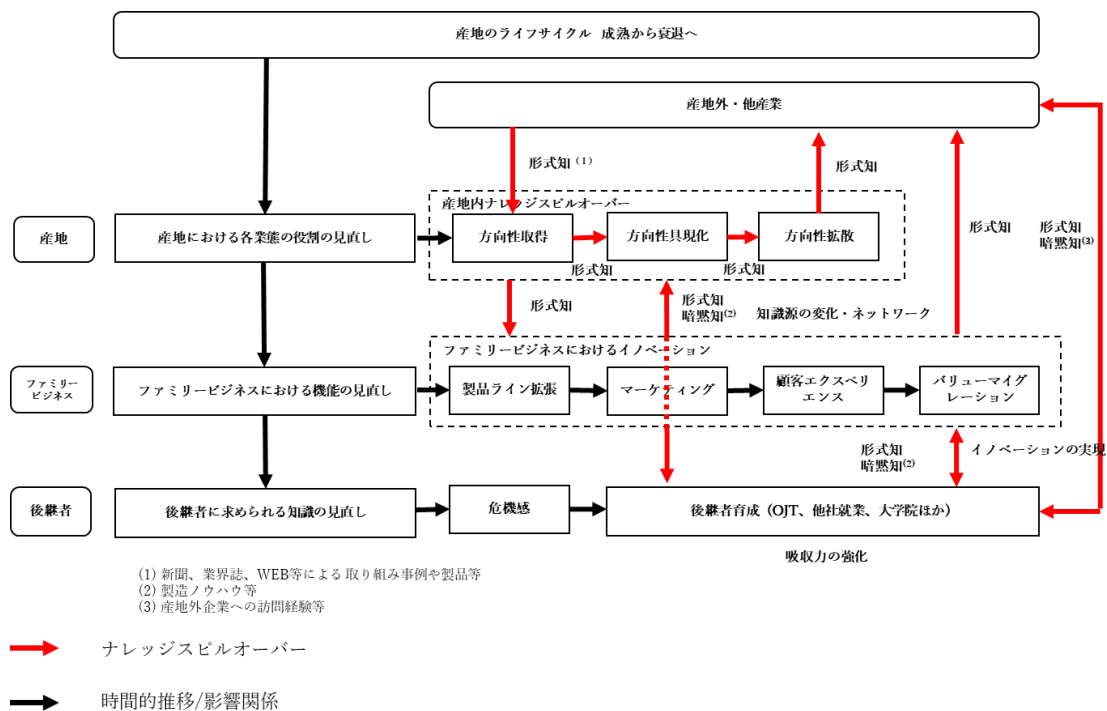 産地のライフサイクル 成熟から衰退へ
産地外・他産業
形式知(1)
形式知
産地内ナレッジスピルオーバー
産地
産地における各業態の役割の見直し
方向性取得
方向性具現化
方向性拡散
形式知
形式知
形式知
形式知
暗黙知(3)
形式知
形式知
暗黙知(2)
知識源の変化・ネットワーク
ファミリービジネスにおけるイノベーション
ファミリー
ビジネス
ファミリービジネスにおける機能の見直し
製品ライン拡張
マーケティング
顧客エクスペリ
エンス
バリューマイグ
レーション
形式知
暗黙知(2)
イノベーションの実現
後継者
後継者に求められる知識の見直し
危機感
後継者育成（OJT、他社就業、大学院ほか）
吸収力の強化
(1) 新聞、業界誌、WEB等による 取り組み事例や製品等
(2) 製造ノウハウ等
(3) 産地外企業への訪問経験等
ナレッジスピルオーバー
時間的推移/影響関係